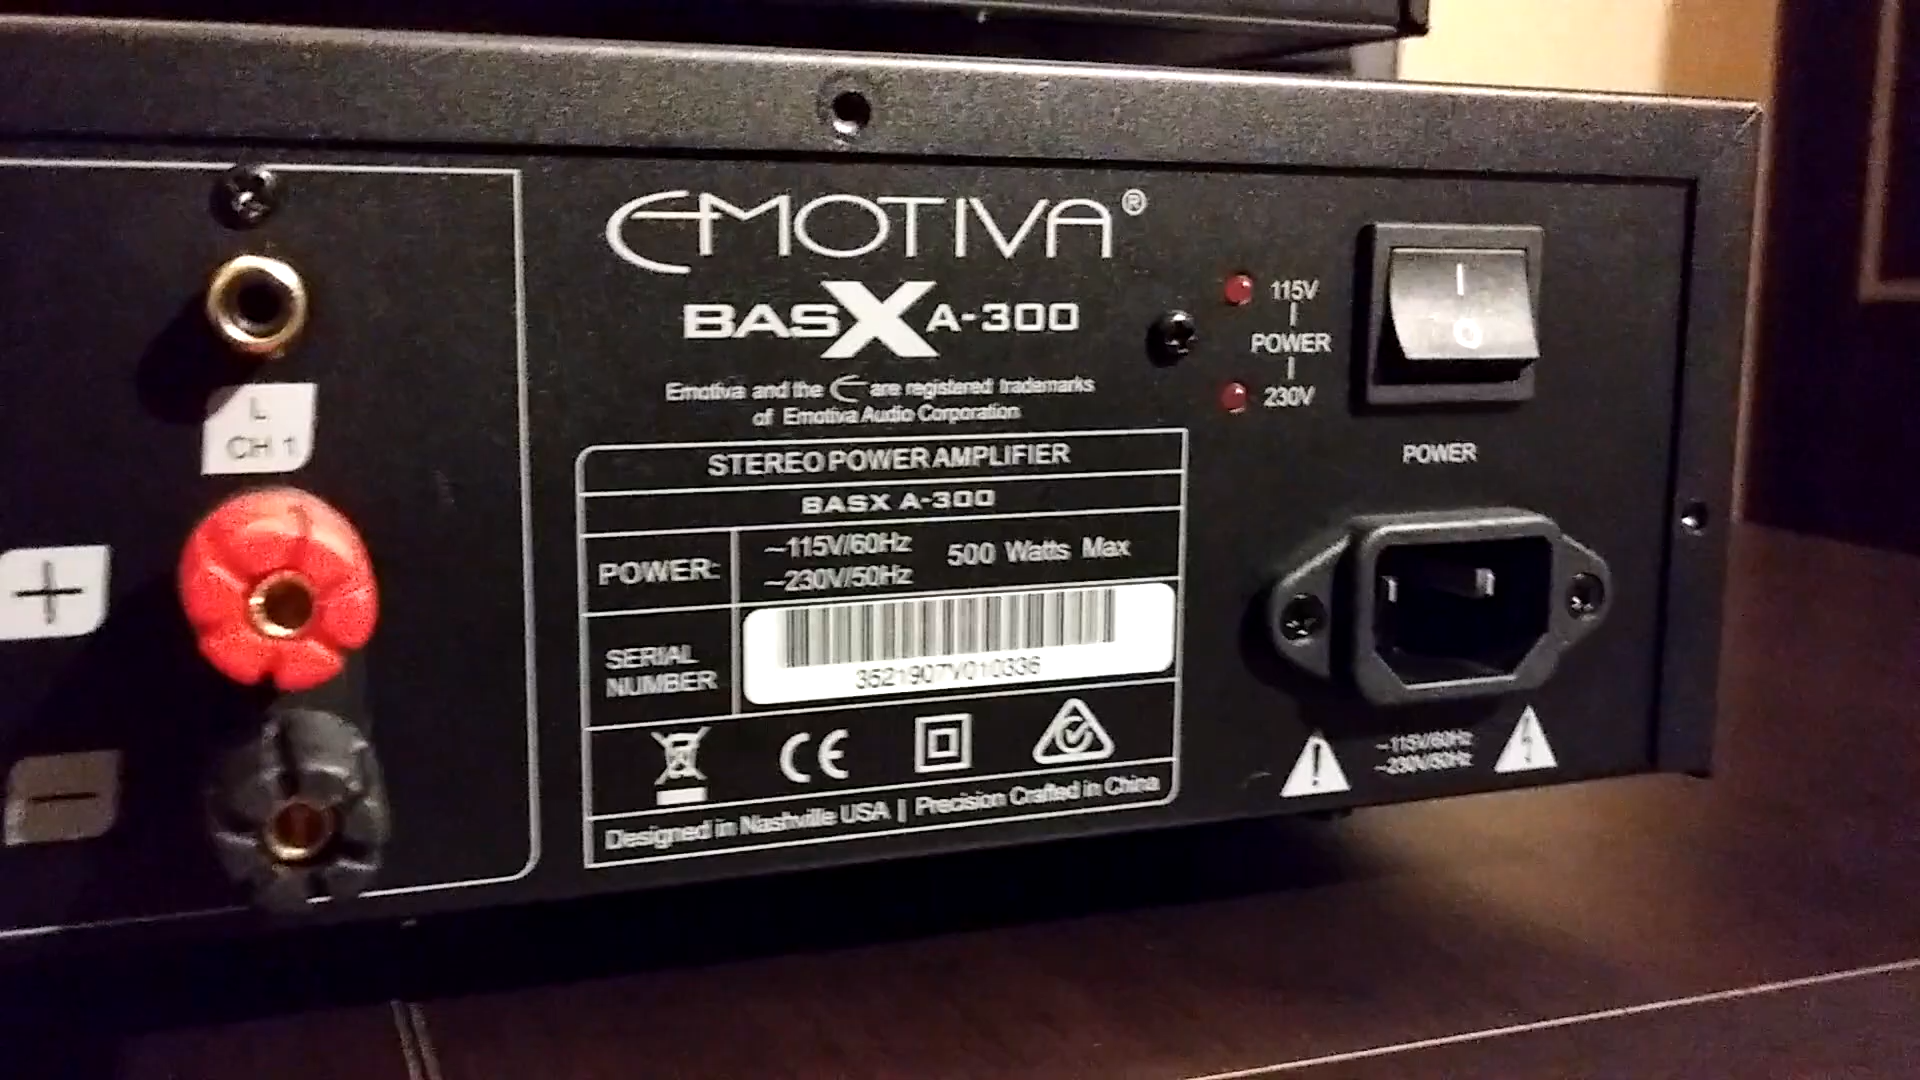 EMOTIVA®
BASX A-300
Emotiva and the are registered trademarks
of Emotiva Audio Corporation
115V
POWER
230V
I
O
POWER
L
CH 1
+
−
STEREO POWER AMPLIFIER
BASX A-300
POWER:
~115V/60Hz
~230V/50Hz
500 Watts Max
SERIAL
NUMBER
3521907V010336
CE
Designed in Nashville USA | Precision Crafted in China
~115V/60Hz
~230V/50Hz